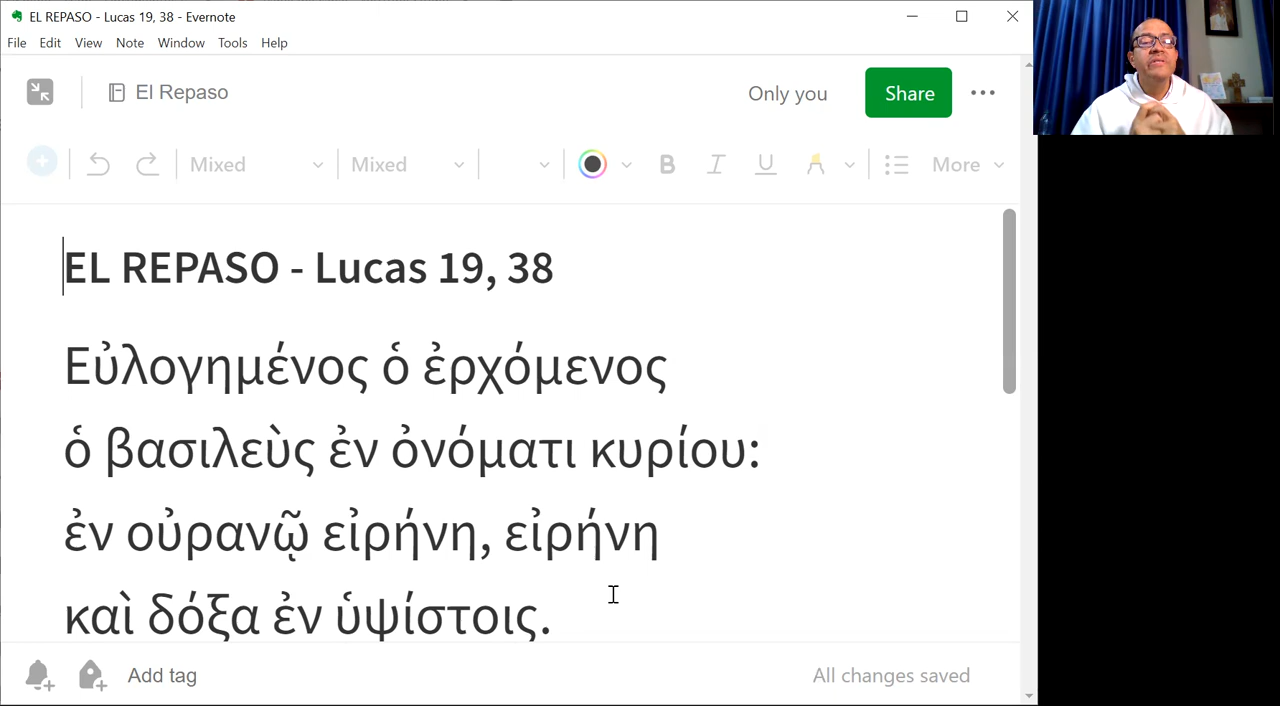 EL REPASO - Lucas 19, 38 - Evernote
File Edit View Note Window Tools Help
El Repaso
Only you
Share
Mixed
Mixed
B I U
More
EL REPASO - Lucas 19, 38
Εὐλογημένος ὁ ἐρχόμενος
ὁ βασιλεὺς ἐν ὀνόματι κυρίου:
ἐν οὐρανῷ εἰρήνη, εἰρήνη
καὶ δόξα ἐν ὑψίστοις.
Add tag
All changes saved